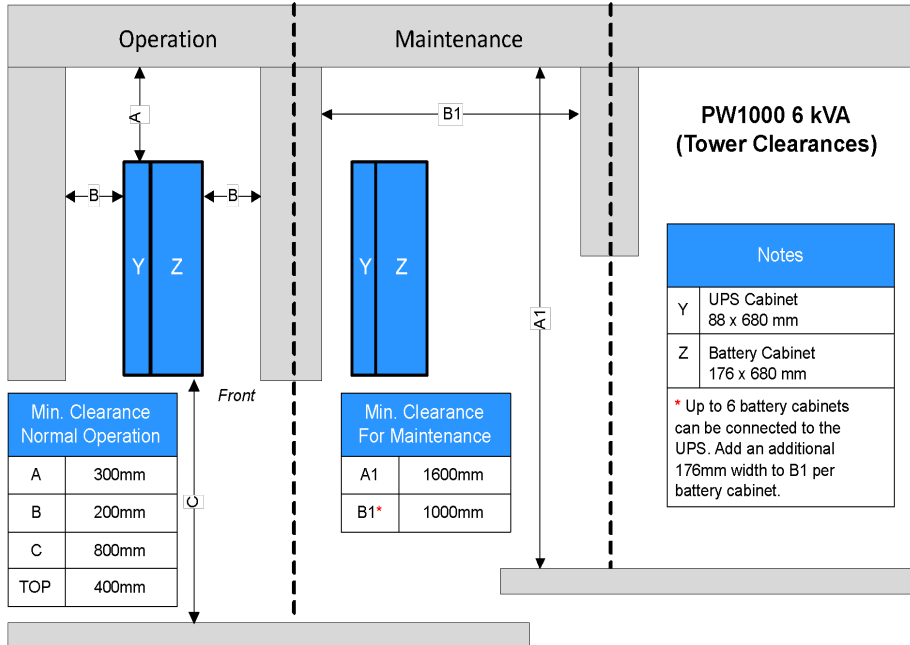 Operation
Maintenance
PW1000 6 kVA
(Tower Clearances)
A
B1
B
B
Y
Z
Y
Z
A1
Front
C
Min. Clearance
Normal Operation
A 300mm
B 200mm
C 800mm
TOP 400mm
Min. Clearance
For Maintenance
A1 1600mm
B1* 1000mm
Notes
Y UPS Cabinet
88 x 680 mm
Z Battery Cabinet
176 x 680 mm
* Up to 6 battery cabinets
can be connected to the
UPS. Add an additional
176mm width to B1 per
battery cabinet.